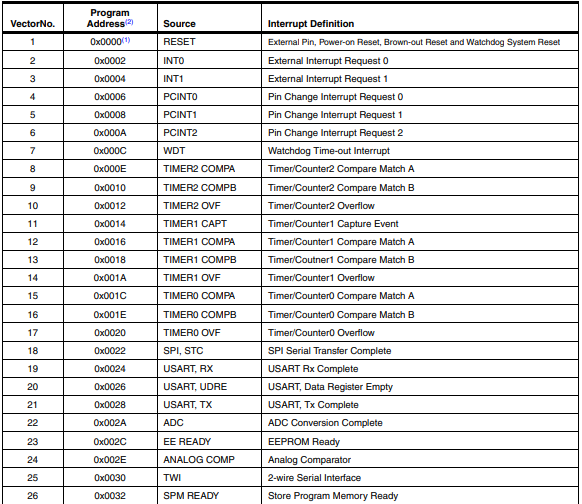 VectorNo. Program Address(2) Source Interrupt Definition
1 0x0000(1) RESET External Pin, Power-on Reset, Brown-out Reset and Watchdog System Reset
2 0x0002 INT0 External Interrupt Request 0
3 0x0004 INT1 External Interrupt Request 1
4 0x0006 PCINT0 Pin Change Interrupt Request 0
5 0x0008 PCINT1 Pin Change Interrupt Request 1
6 0x000A PCINT2 Pin Change Interrupt Request 2
7 0x000C WDT Watchdog Time-out Interrupt
8 0x000E TIMER2 COMPA Timer/Counter2 Compare Match A
9 0x0010 TIMER2 COMPB Timer/Counter2 Compare Match B
10 0x0012 TIMER2 OVF Timer/Counter2 Overflow
11 0x0014 TIMER1 CAPT Timer/Counter1 Capture Event
12 0x0016 TIMER1 COMPA Timer/Counter1 Compare Match A
13 0x0018 TIMER1 COMPB Timer/Coutner1 Compare Match B
14 0x001A TIMER1 OVF Timer/Counter1 Overflow
15 0x001C TIMER0 COMPA Timer/Counter0 Compare Match A
16 0x001E TIMER0 COMPB Timer/Counter0 Compare Match B
17 0x0020 TIMER0 OVF Timer/Counter0 Overflow
18 0x0022 SPI, STC SPI Serial Transfer Complete
19 0x0024 USART, RX USART Rx Complete
20 0x0026 USART, UDRE USART, Data Register Empty
21 0x0028 USART, TX USART, Tx Complete
22 0x002A ADC ADC Conversion Complete
23 0x002C EE READY EEPROM Ready
24 0x002E ANALOG COMP Analog Comparator
25 0x0030 TWI 2-wire Serial Interface
26 0x0032 SPM READY Store Program Memory Ready